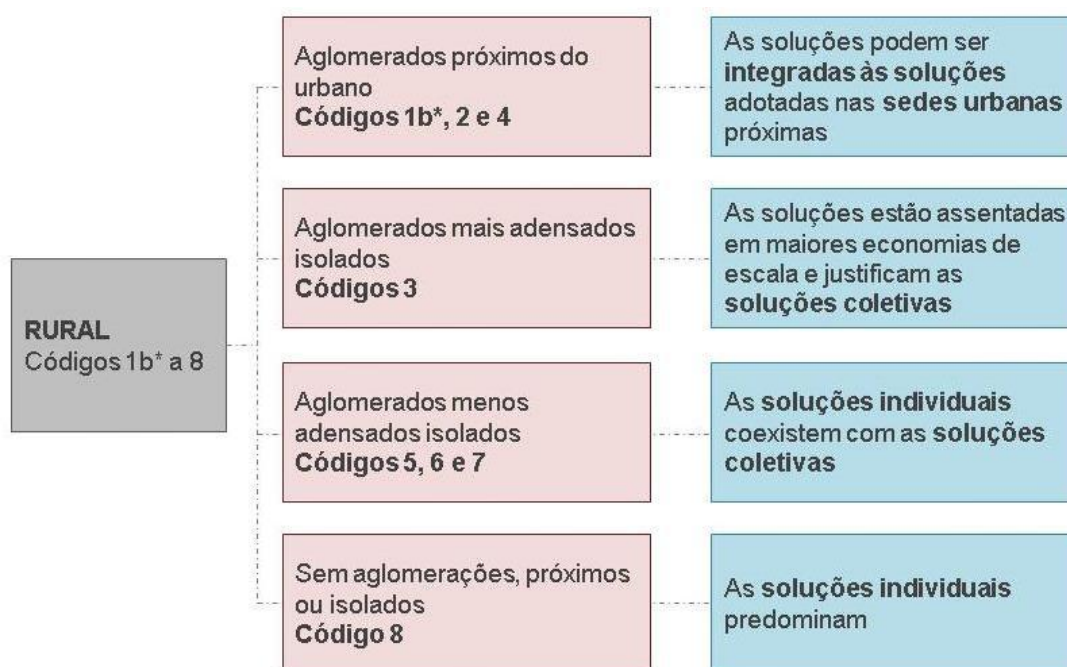 RURAL
Códigos 1b* a 8
Aglomerados próximos do
urbano
Códigos 1b*, 2 e 4
As soluções podem ser
integradas às soluções
adotadas nas sedes urbanas
próximas
Aglomerados mais adensados
isolados
Códigos 3
As soluções estão assentadas
em maiores economias de
escala e justificam as
soluções coletivas
Aglomerados menos
adensados isolados
Códigos 5, 6 e 7
As soluções individuais
coexistem com as soluções
coletivas
Sem aglomerações, próximos
ou isolados
Código 8
As soluções individuais
predominam